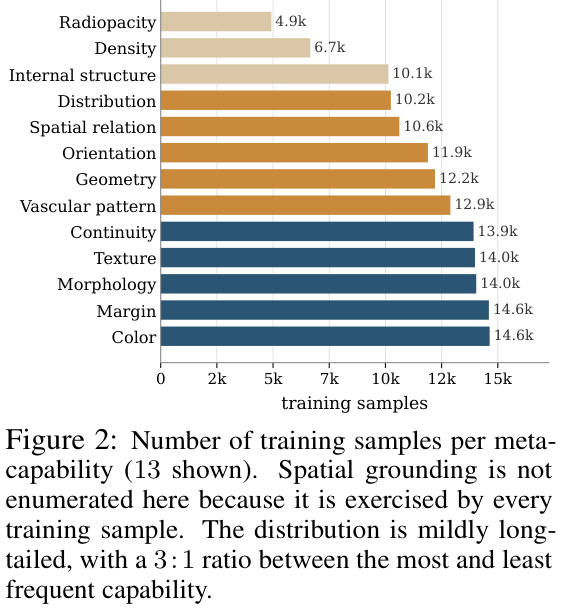 Radiopacity 4.9k
Density 6.7k
Internal structure 10.1k
Distribution 10.2k
Spatial relation 10.6k
Orientation 11.9k
Geometry 12.2k
Vascular pattern 12.9k
Continuity 13.9k
Texture 14.0k
Morphology 14.0k
Margin 14.6k
Color 14.6k
0 2k 5k 7k 10k 12k 15k
training samples
Figure 2: Number of training samples per meta-
capability (13 shown). Spatial grounding is not
enumerated here because it is exercised by every
training sample. The distribution is mildly long-
tailed, with a 3:1 ratio between the most and least
frequent capability.